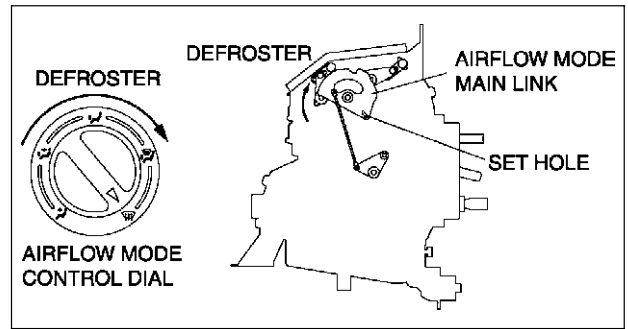 DEFROSTER
AIRFLOW MODE
CONTROL DIAL
DEFROSTER
AIRFLOW MODE
MAIN LINK
SET HOLE